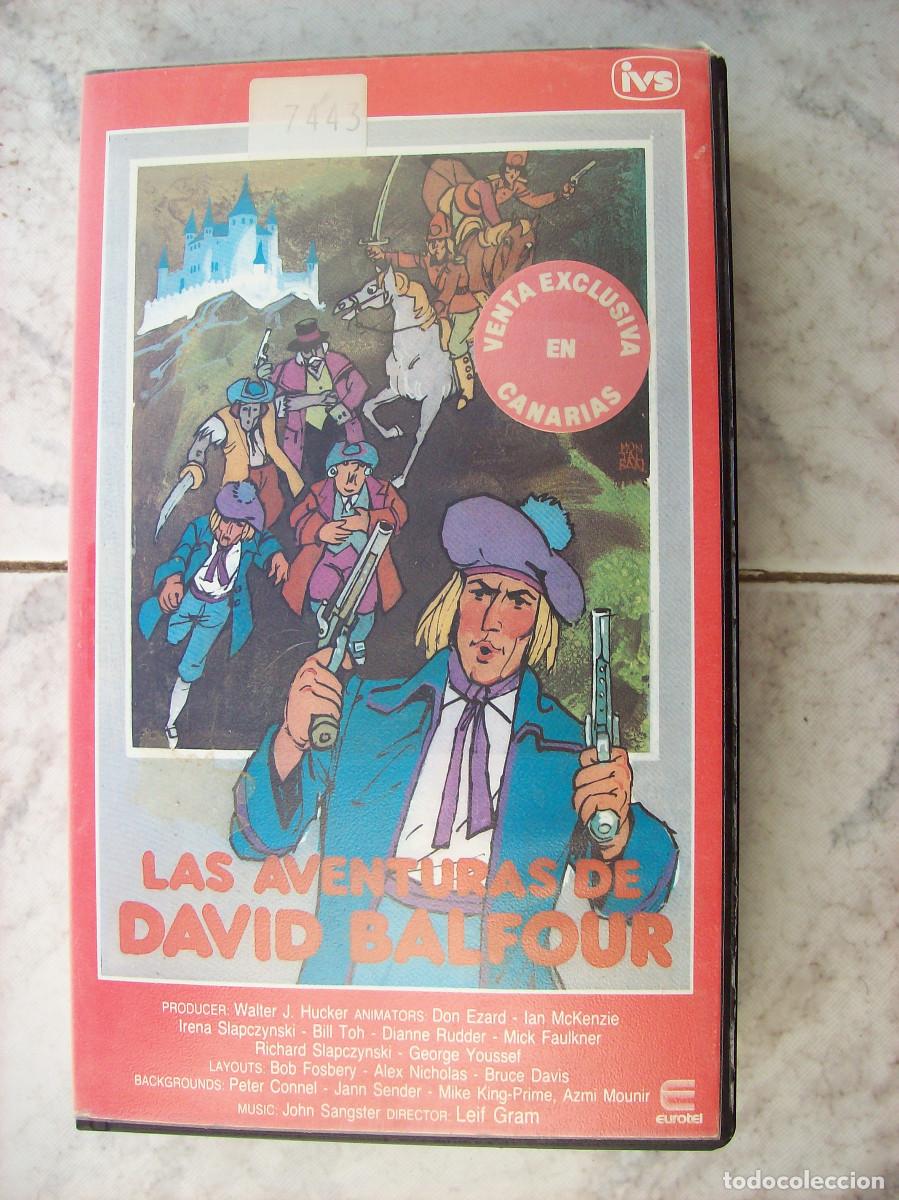 ivs
7443
VENTA EXCLUSIVA
EN
CANARIAS
LAS AVENTURAS DE
DAVID BALFOUR
PRODUCER: Walter J. Hucker ANIMATORS: Don Ezard - Ian McKenzie
Irena Slapczynski - Bill Toh - Dianne Rudder - Mick Faulkner
Richard Slapczynski - George Youssef
LAYOUTS: Bob Fosbery - Alex Nicholas - Bruce Davis
BACKGROUNDS: Peter Connel - Jann Sender - Mike King-Prime, Azmi Mounir
MUSIC: John Sangster DIRECTOR: Leif Gram
eurotel
todocoleccion